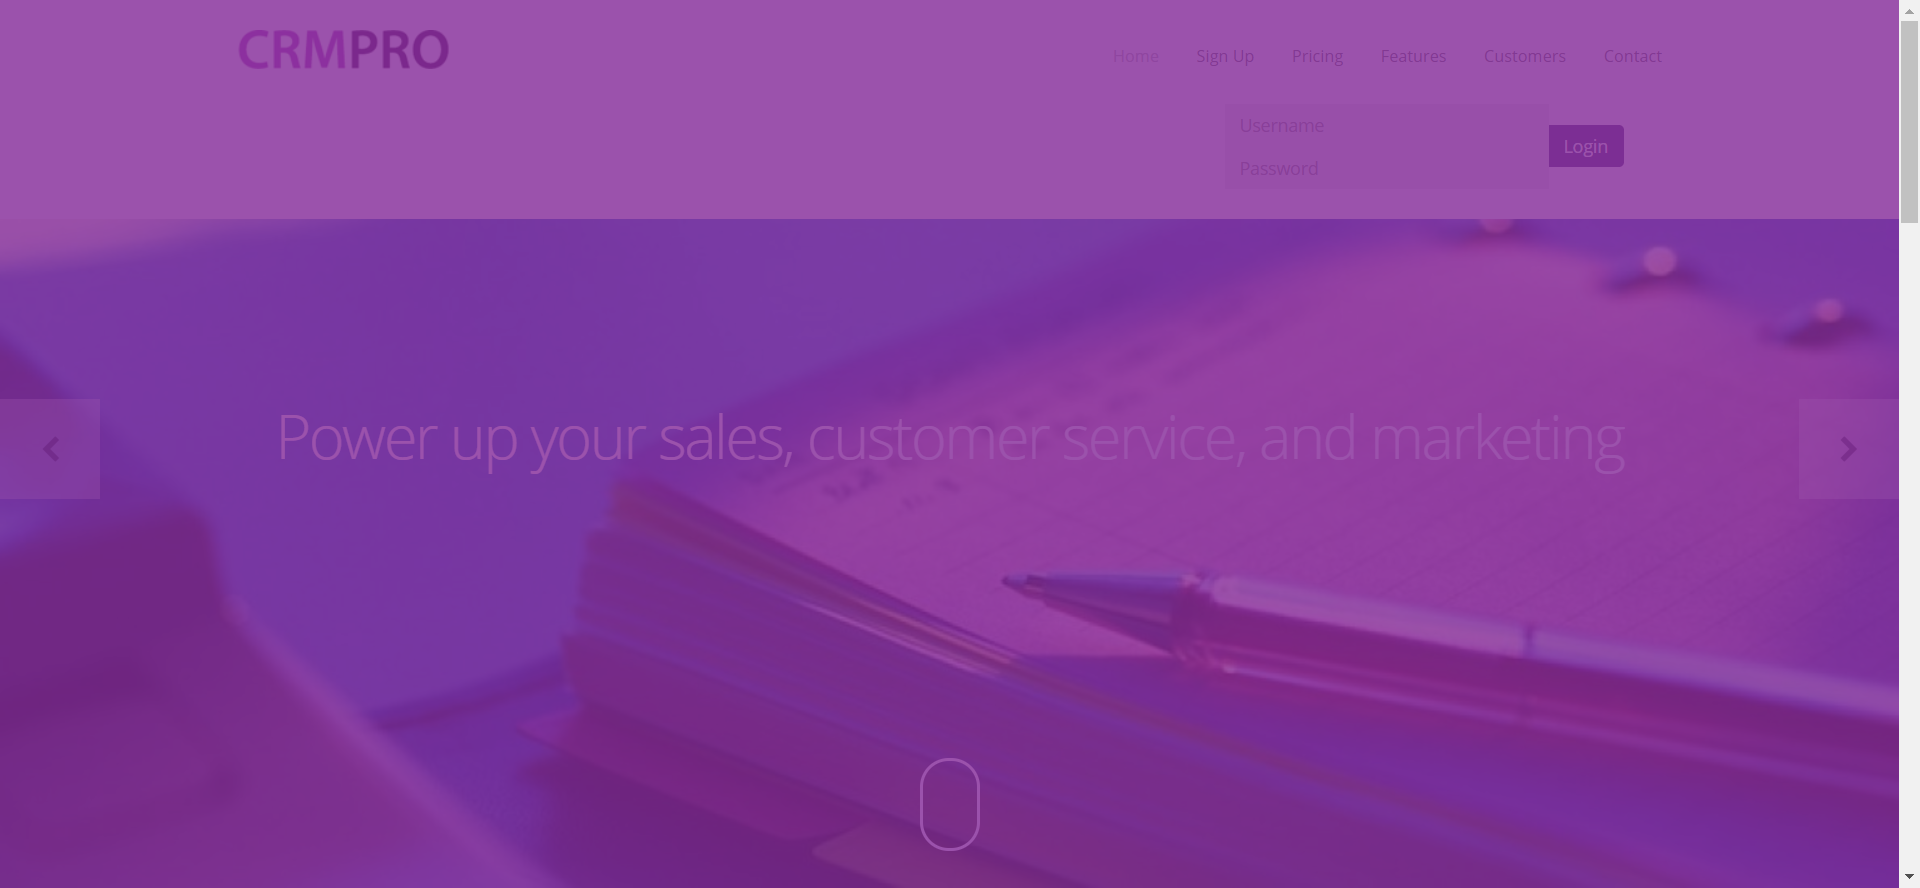 CRMPRO
Home Sign Up Pricing Features Customers Contact
Username
Login
Password
Power up your sales, customer service, and marketing